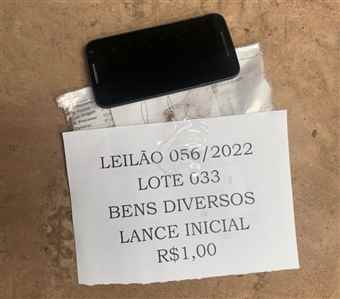 LEILÃO 056/2022
LOTE 033
BENS DIVERSOS
LANCE INICIAL
R$1,00